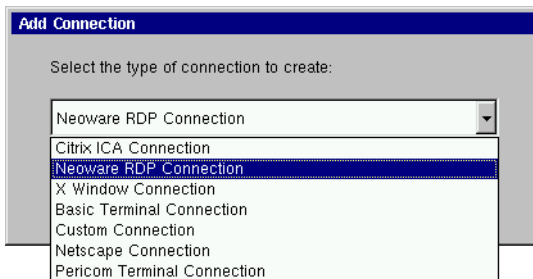 Add Connection
Select the type of connection to create:
Neoware RDP Connection
Citrix ICA Connection
Neoware RDP Connection
X Window Connection
Basic Terminal Connection
Custom Connection
Netscape Connection
Pericom Terminal Connection